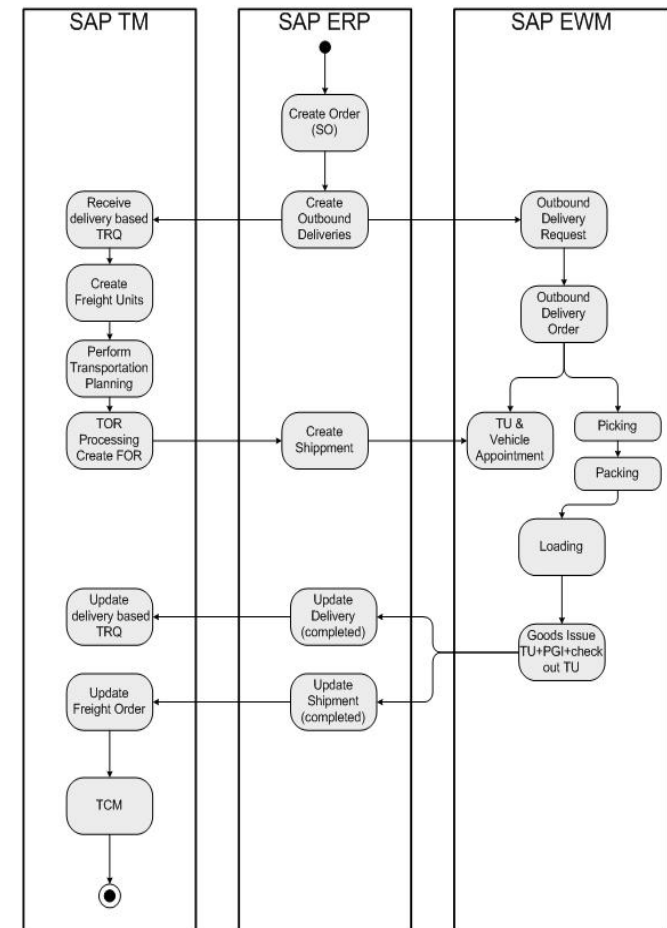 SAP TM
SAP ERP
SAP EWM
Create Order
(SO)
Receive
delivery based
TRQ
Create
Outbound
Deliveries
Outbound
Delivery
Request
Create
Freight Units
Outbound
Delivery
Order
Perform
Transportation
Planning
TOR
Processing
Create FOR
Create
Shippment
TU &
Vehicle
Appointment
Picking
Packing
Loading
Update
delivery based
TRQ
Update
Delivery
(completed)
Goods Issue
TU+PGI+check
out TU
Update
Freight Order
Update
Shipment
(completed)
TCM